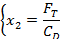 {x₂ = F_T / C_D